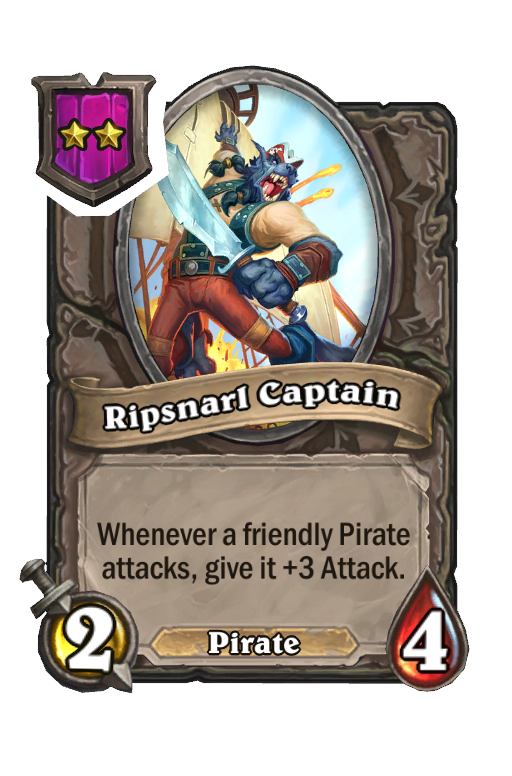 Ripsnarl Captain
Whenever a friendly Pirate
attacks, give it +3 Attack.
2
Pirate
4